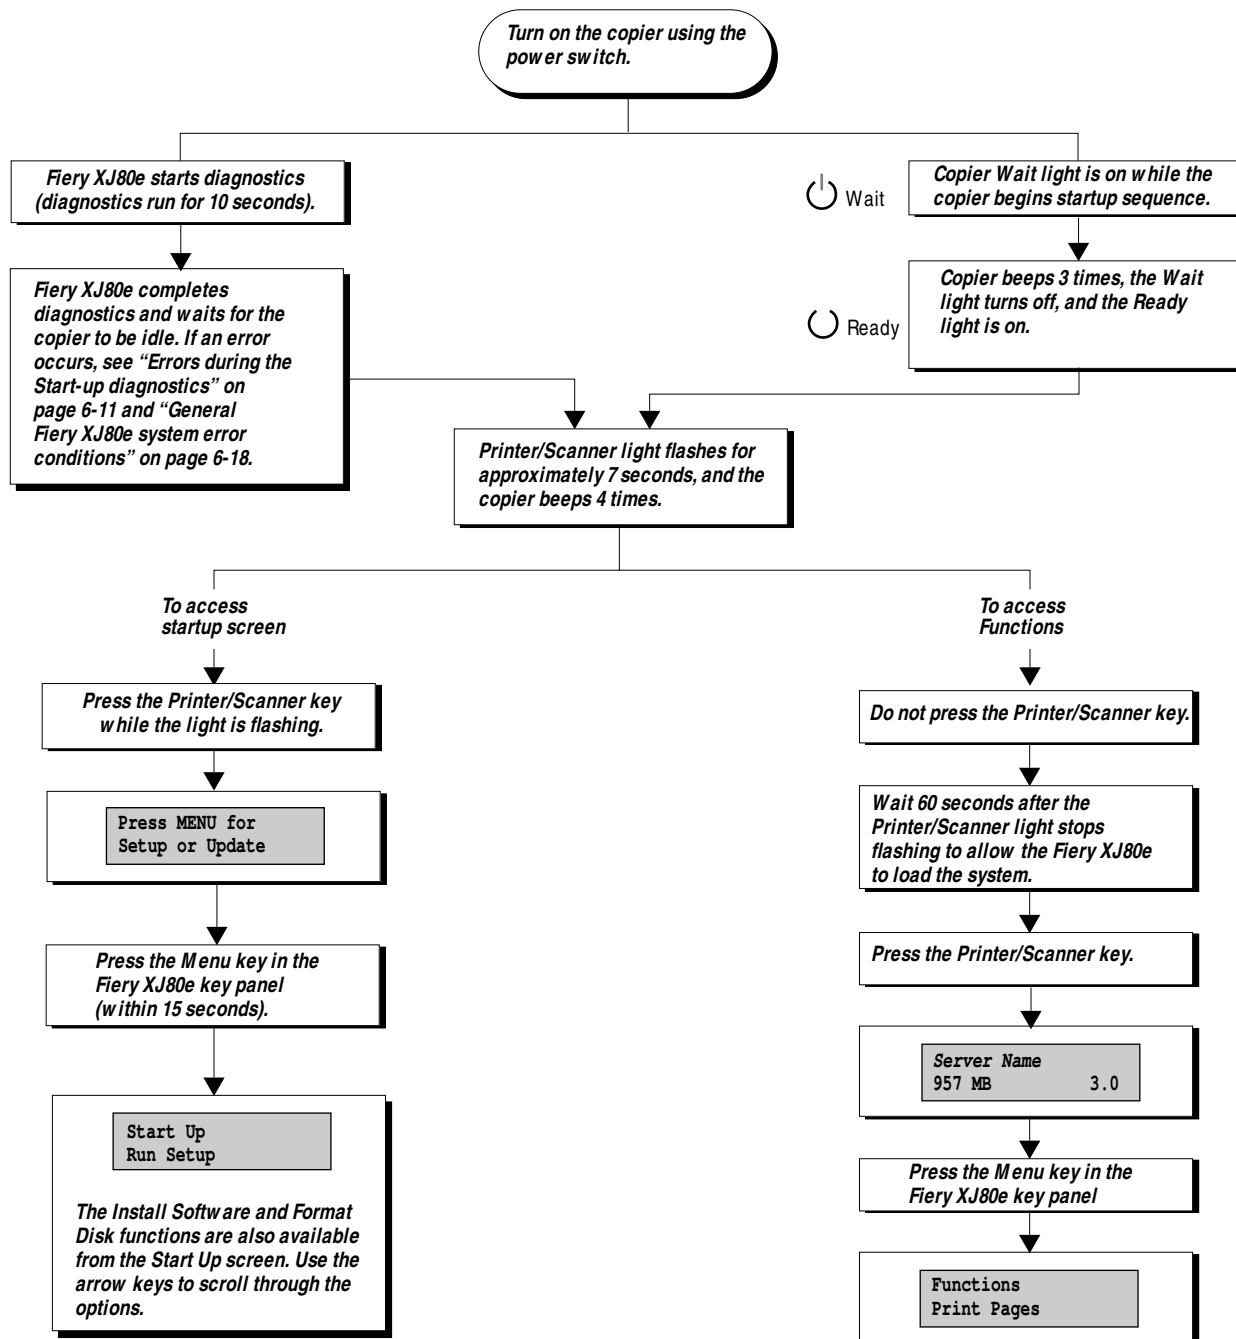 Turn on the copier using the
power switch.
Fiery XJ80e starts diagnostics
(diagnostics run for 10 seconds).
Wait
Copier Wait light is on while the
copier begins startup sequence.
Fiery XJ80e completes
diagnostics and waits for the
copier to be idle. If an error
occurs, see “Errors during the
Start-up diagnostics” on
page 6-11 and “General
Fiery XJ80e system error
conditions” on page 6-18.
Ready
Copier beeps 3 times, the Wait
light turns off, and the Ready
light is on.
Printer/Scanner light flashes for
approximately 7 seconds, and the
copier beeps 4 times.
To access
startup screen
Press the Printer/Scanner key
while the light is flashing.
Press MENU for
Setup or Update
Press the Menu key in the
Fiery XJ80e key panel
(within 15 seconds).
Start Up
Run Setup
The Install Software and Format
Disk functions are also available
from the Start Up screen. Use the
arrow keys to scroll through the
options.
To access
Functions
Do not press the Printer/Scanner key.
Wait 60 seconds after the
Printer/Scanner light stops
flashing to allow the Fiery XJ80e
to load the system.
Press the Printer/Scanner key.
Server Name
957 MB 3.0
Press the Menu key in the
Fiery XJ80e key panel
Functions
Print Pages